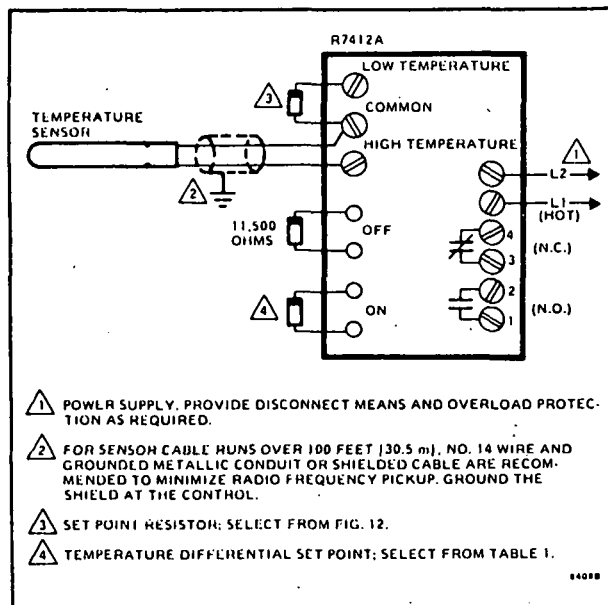 R7412A
LOW TEMPERATURE
3
COMMON
TEMPERATURE
SENSOR
HIGH TEMPERATURE
1
L2
2
L1
(HOT)
11,500
OHMS
OFF
4
(N.C.)
3
2
4
ON
(N.O.)
1
1 POWER SUPPLY. PROVIDE DISCONNECT MEANS AND OVERLOAD PROTEC-
TION AS REQUIRED.
2 FOR SENSOR CABLE RUNS OVER 100 FEET (30.5 m), NO. 14 WIRE AND
GROUNDED METALLIC CONDUIT OR SHIELDED CABLE ARE RECOM-
MENDED TO MINIMIZE RADIO FREQUENCY PICKUP. GROUND THE
SHIELD AT THE CONTROL.
3 SET POINT RESISTOR; SELECT FROM FIG. 12.
4 TEMPERATURE DIFFERENTIAL SET POINT; SELECT FROM TABLE 1.